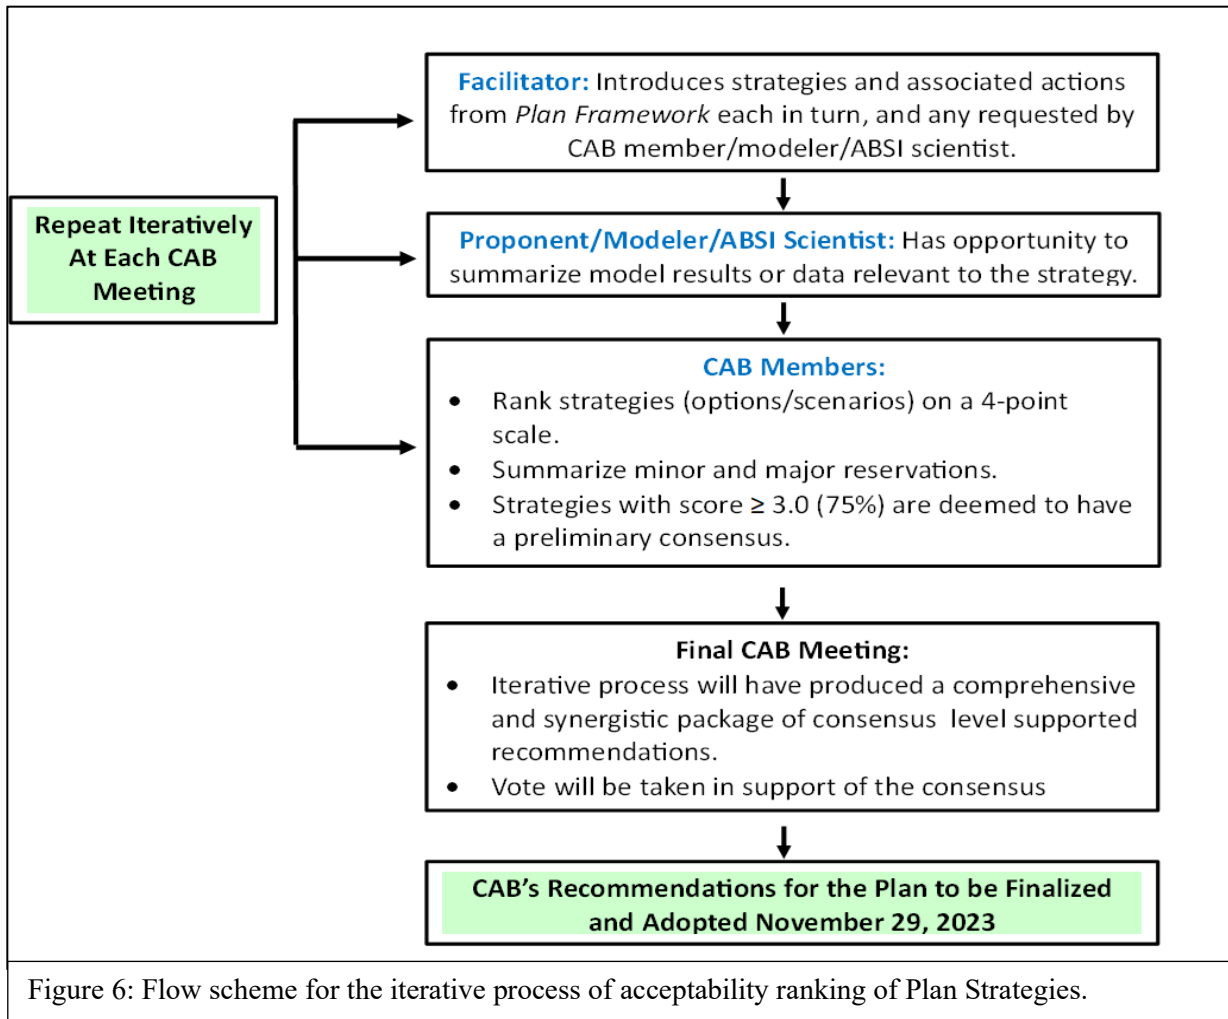 Facilitator: Introduces strategies and associated actions
from Plan Framework each in turn, and any requested by
CAB member/modeler/ABSI scientist.
Repeat Iteratively
At Each CAB
Meeting
Proponent/Modeler/ABSI Scientist: Has opportunity to
summarize model results or data relevant to the strategy.
CAB Members:
• Rank strategies (options/scenarios) on a 4-point
scale.
• Summarize minor and major reservations.
• Strategies with score ≥ 3.0 (75%) are deemed to have
a preliminary consensus.
Final CAB Meeting:
• Iterative process will have produced a comprehensive
and synergistic package of consensus level supported
recommendations.
• Vote will be taken in support of the consensus
CAB’s Recommendations for the Plan to be Finalized
and Adopted November 29, 2023
Figure 6: Flow scheme for the iterative process of acceptability ranking of Plan Strategies.